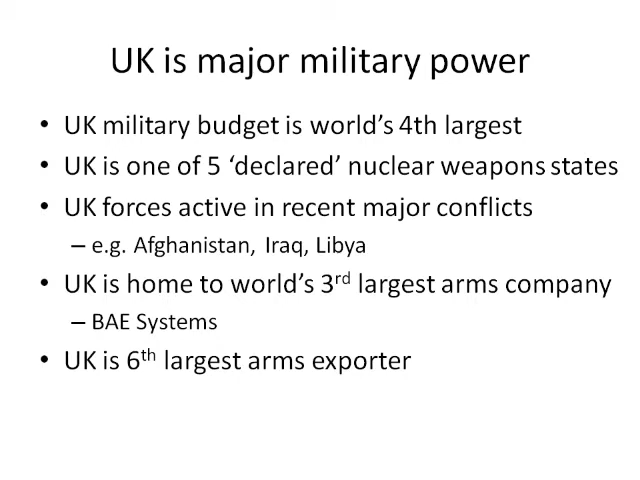 UK is major military power
• UK military budget is world’s 4th largest
• UK is one of 5 ‘declared’ nuclear weapons states
• UK forces active in recent major conflicts
– e.g. Afghanistan, Iraq, Libya
• UK is home to world’s 3rd largest arms company
– BAE Systems
• UK is 6th largest arms exporter